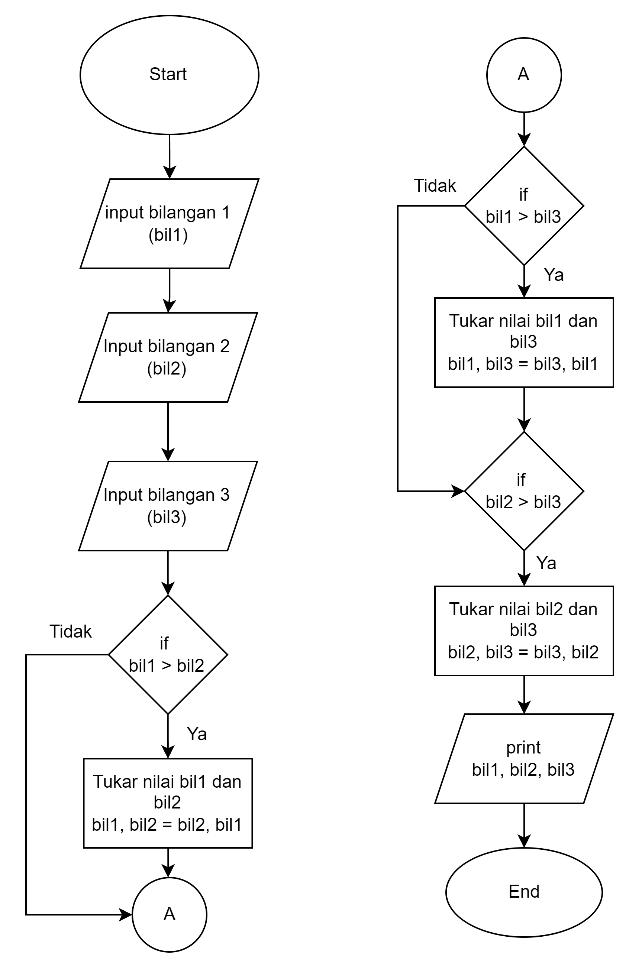 Start
input bilangan 1
(bil1)
Input bilangan 2
(bil2)
Input bilangan 3
(bil3)
Tidak
if
bil1 > bil2
Ya
Tukar nilai bil1 dan
bil2
bil1, bil2 = bil2, bil1
A
A
Tidak
if
bil1 > bil3
Ya
Tukar nilai bil1 dan
bil3
bil1, bil3 = bil3, bil1
if
bil2 > bil3
Ya
Tukar nilai bil2 dan
bil3
bil2, bil3 = bil3, bil2
print
bil1, bil2, bil3
End